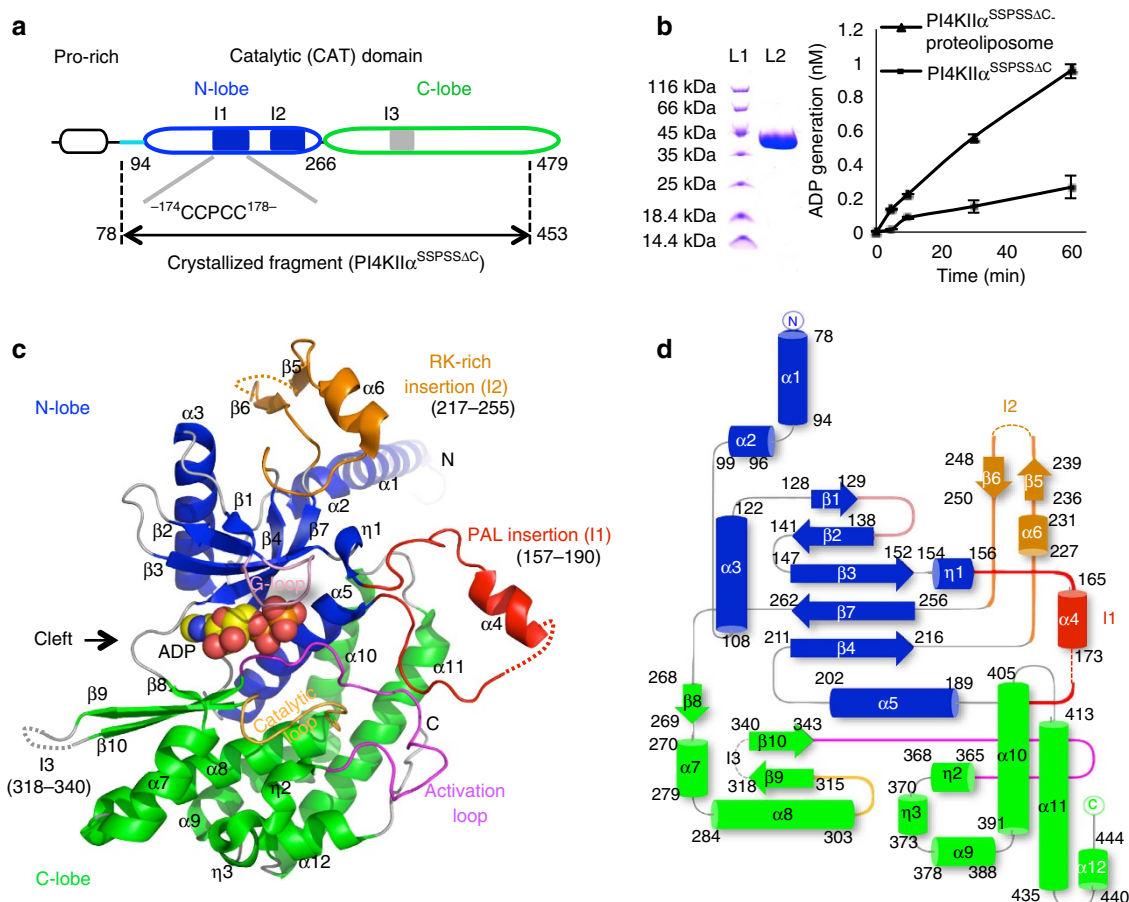 a
Pro-rich
Catalytic (CAT) domain
N-lobe
C-lobe
I1
I2
I3
94
266
479
–174CCPCC178–
78
453
Crystallized fragment (PI4KIIα^SSPSSΔC)
b
L1 L2
116 kDa
66 kDa
45 kDa
35 kDa
25 kDa
18.4 kDa
14.4 kDa
ADP generation (nM)
1.2
1
0.8
0.6
0.4
0.2
0
0 20 40 60
Time (min)
PI4KIIα^SSPSSΔC-
proteoliposome
PI4KIIα^SSPSSΔC
c
N-lobe
RK-rich
insertion (I2)
(217–255)
β5
β6
α6
α3
N
α1
α2
β1
β2
β3
β4
β7
η1
PAL insertion (I1)
(157–190)
G-loop
α5
α4
Cleft
ADP
α10
α11
β8
β9
β10
Catalytic
loop
C
I3
(318–340)
α7
α8
α9
η2
Activation
loop
η3
α12
C-lobe
d
N
78
α1
94
α2
99 96
I2
248
239
β6
β5
250
236
231
α6
227
128 129
β1
122
141 138
β2
α3
147 152
β3
154 156
η1
165
α4
I1
173
262 256
β7
108
211 216
β4
202 189
α5
405
413
268
β8
269
270
α7
279
340 343
β10
I3
318 315
β9
284 303
α8
368 365
η2
370
η3
373
α10
391
α9
378 388
α11
435
C
444
α12
440